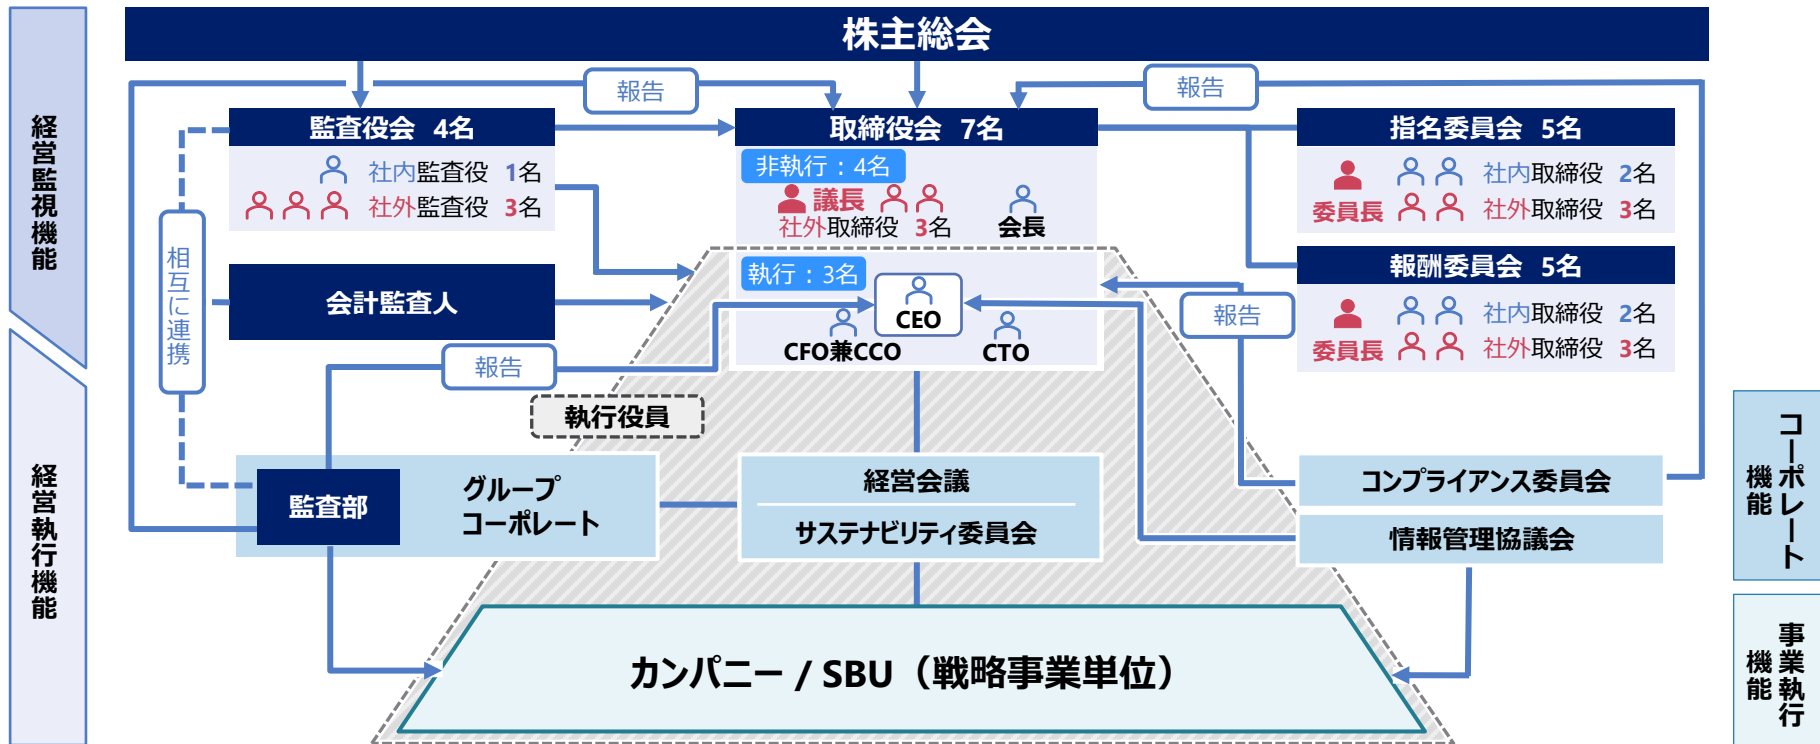 株主総会
経営監視機能
経営執行機能
報告
報告
監査役会 4名
社内監査役 1名
社外監査役 3名
取締役会 7名
非執行：4名
議長
社外取締役 3名
会長
執行：3名
CEO
CFO兼CCO
CTO
指名委員会 5名
委員長
社内取締役 2名
社外取締役 3名
報酬委員会 5名
委員長
社内取締役 2名
社外取締役 3名
相互に連携
会計監査人
報告
報告
執行役員
監査部
グループ
コーポレート
経営会議
サステナビリティ委員会
コンプライアンス委員会
情報管理協議会
コーポレート
機能
カンパニー / SBU（戦略事業単位）
事業執行
機能